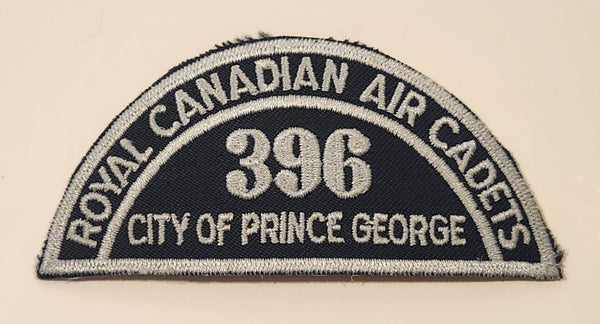 ROYAL CANADIAN AIR CADETS
396
CITY OF PRINCE GEORGE